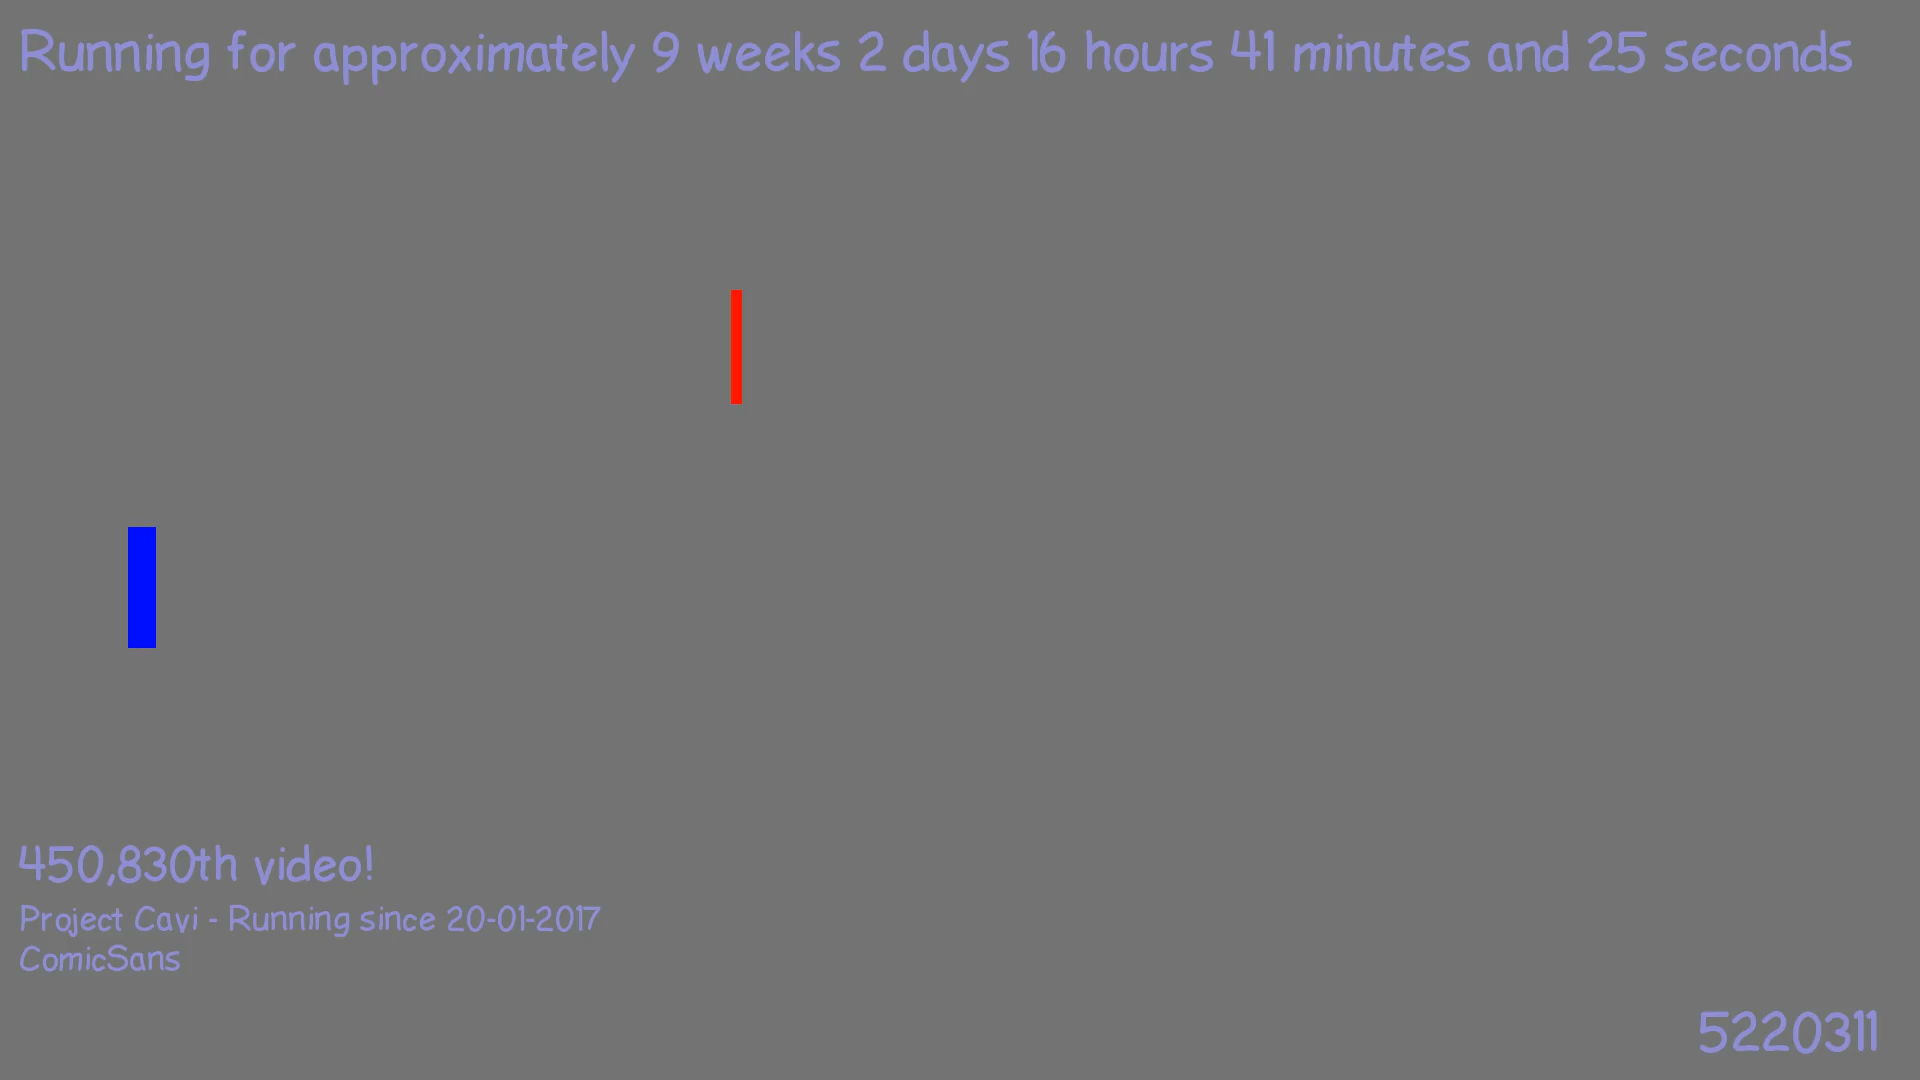 Running for approximately 9 weeks 2 days 16 hours 41 minutes and 25 seconds
450,830th video!
Project Cavi - Running since 20-01-2017
ComicSans
5220311